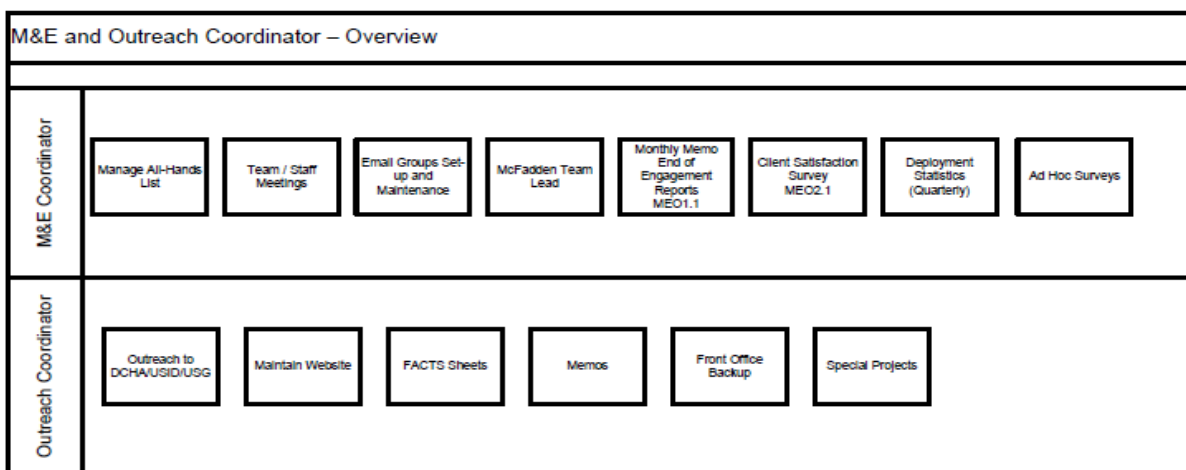 M&E and Outreach Coordinator – Overview
M&E Coordinator
Manage All-Hands
List
Team / Staff
Meetings
Email Groups Set-
up and
Maintenance
McFadden Team
Lead
Monthly Memo
End of
Engagement
Reports
MEO1.1
Client Satisfaction
Survey
MEO2.1
Deployment
Statistics
(Quarterly)
Ad Hoc Surveys
Outreach Coordinator
Outreach to
DCHA/USID/USG
Maintain Website
FACTS Sheets
Memos
Front Office
Backup
Special Projects